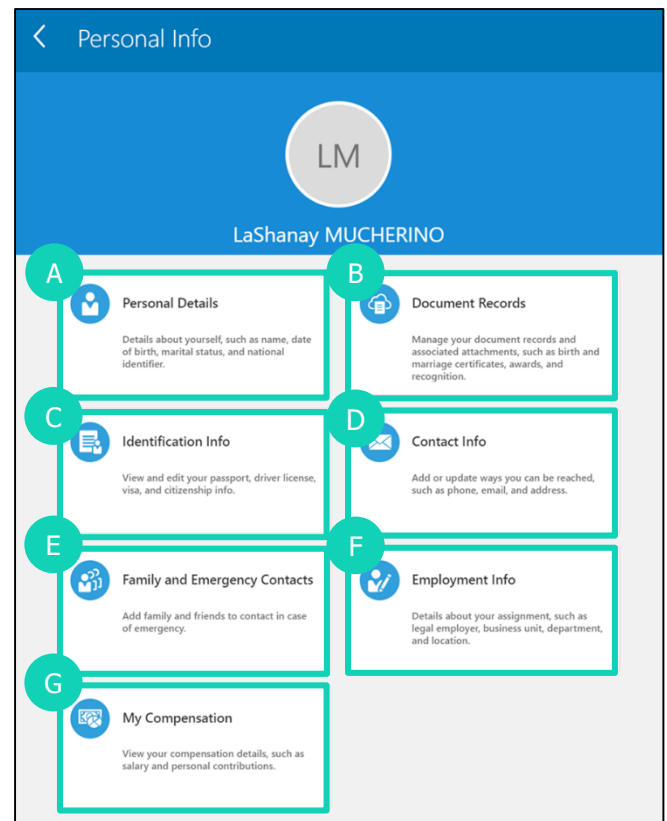 Personal Info
LM
LaShanay MUCHERINO
A
Personal Details
Details about yourself, such as name, date
of birth, marital status, and national
identifier.
B
Document Records
Manage your document records and
associated attachments, such as birth and
marriage certificates, awards, and
recognition.
C
Identification Info
View and edit your passport, driver license,
visa, and citizenship info.
D
Contact Info
Add or update ways you can be reached,
such as phone, email, and address.
E
Family and Emergency Contacts
Add family and friends to contact in case
of emergency.
F
Employment Info
Details about your assignment, such as
legal employer, business unit, department,
and location.
G
My Compensation
View your compensation details, such as
salary and personal contributions.